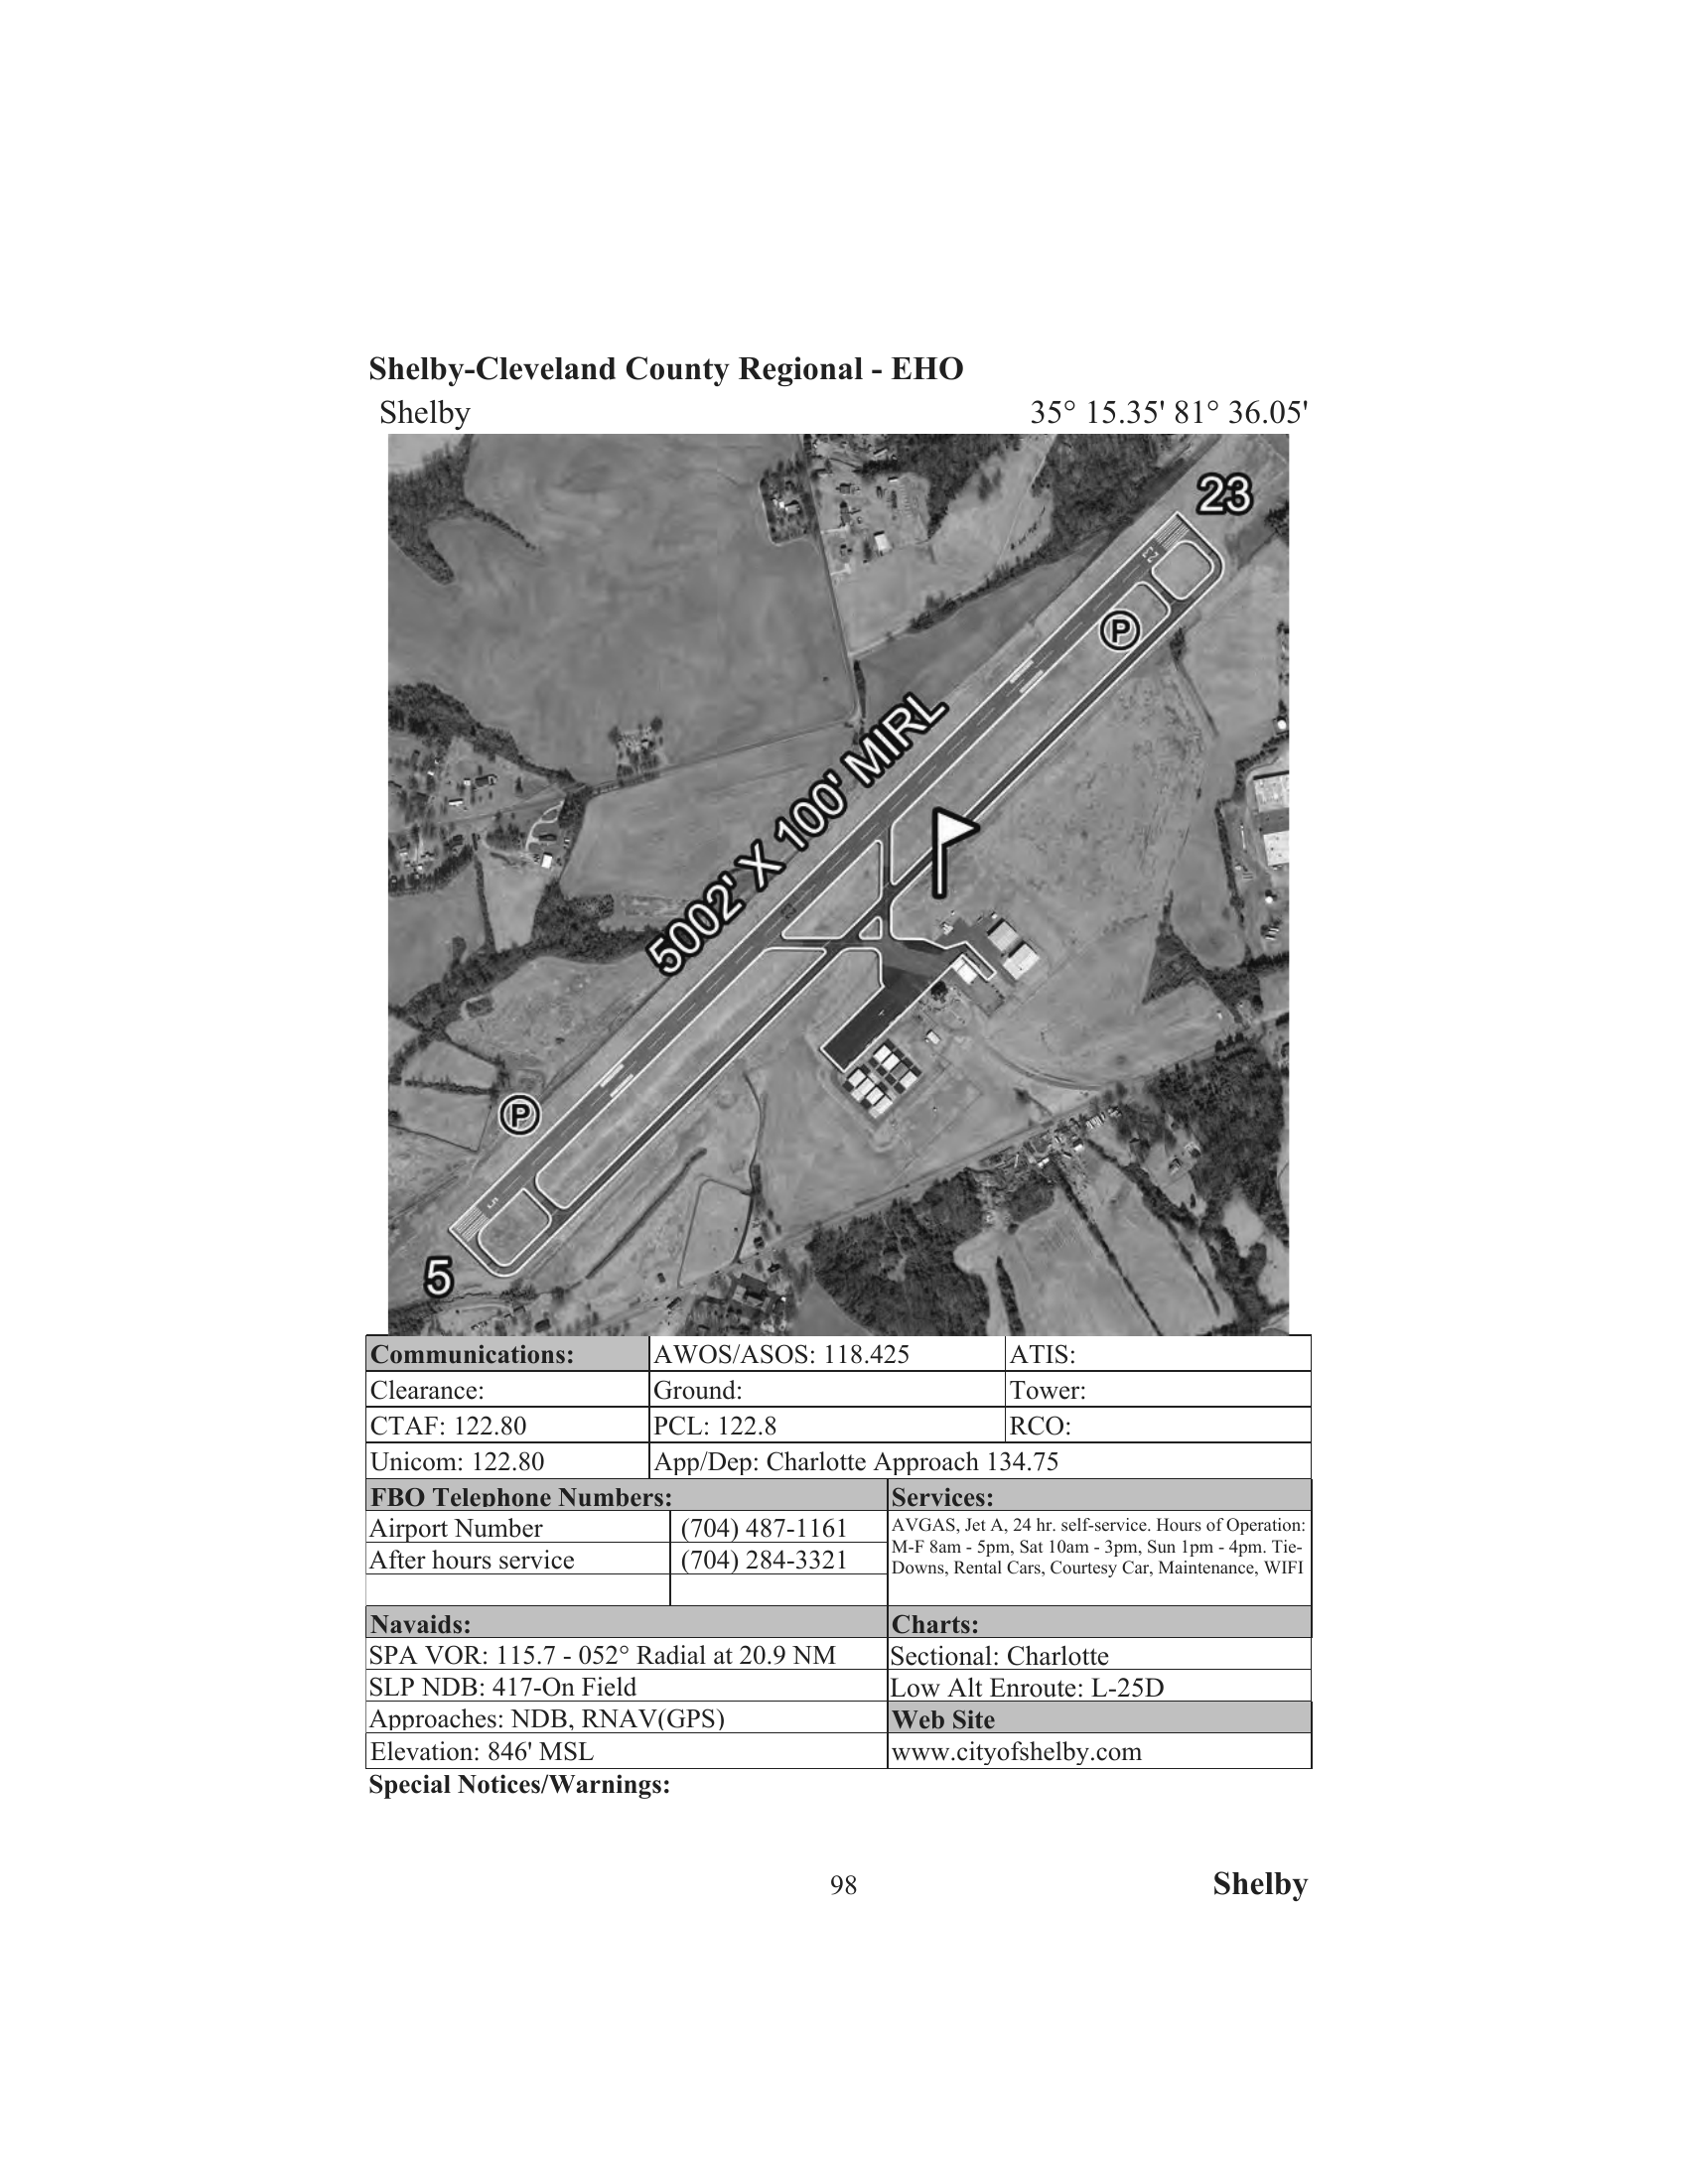 Shelby-Cleveland County Regional - EHO
Shelby 35° 15.35' 81° 36.05'
23
23
P
5002' X 100' MIRL
P
5
5
Communications: AWOS/ASOS: 118.425 ATIS:
Clearance: Ground: Tower:
CTAF: 122.80 PCL: 122.8 RCO:
Unicom: 122.80 App/Dep: Charlotte Approach 134.75
FBO Telephone Numbers: Services:
Airport Number (704) 487-1161
After hours service (704) 284-3321
AVGAS, Jet A, 24 hr. self-service. Hours of Operation:
M-F 8am - 5pm, Sat 10am - 3pm, Sun 1pm - 4pm. Tie-
Downs, Rental Cars, Courtesy Car, Maintenance, WIFI
Navaids: Charts:
SPA VOR: 115.7 - 052° Radial at 20.9 NM Sectional: Charlotte
SLP NDB: 417-On Field Low Alt Enroute: L-25D
Approaches: NDB, RNAV(GPS) Web Site
Elevation: 846' MSL www.cityofshelby.com
Special Notices/Warnings:
98 Shelby